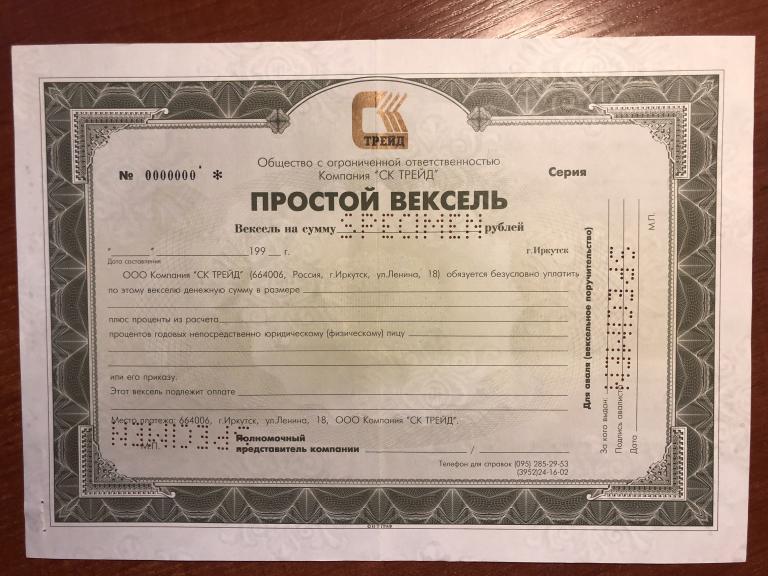 СК
ТРЕЙД
Общество с ограниченной ответственностью
Компания "СК ТРЕЙД"
№ 0000000 *
Серия
ПРОСТОЙ ВЕКСЕЛЬ
Вексель на сумму SPECIMEN рублей
" " 199 г.
г.Иркутск
Дата составления
ООО Компания "СК ТРЕЙД" (664006, Россия, г.Иркутск, ул.Ленина, 18) обязуется безусловно уплатить
по этому векселю денежную сумму в размере
плюс проценты из расчета
процентов годовых непосредственно юридическому (физическому) лицу
или его приказу.
Этот вексель подлежит оплате
Место платежа: 664006, г.Иркутск, ул.Ленина, 18, ООО Компания "СК ТРЕЙД".
SPECIMEN
М.П.
Полномочный
представитель компании /
Телефон для справок (095) 285-29-53
(3952)24-16-02
Для аваля (вексельное поручительство)
За кого выдан
Подпись авалиста
Дата
М.П.
SPECIMEN